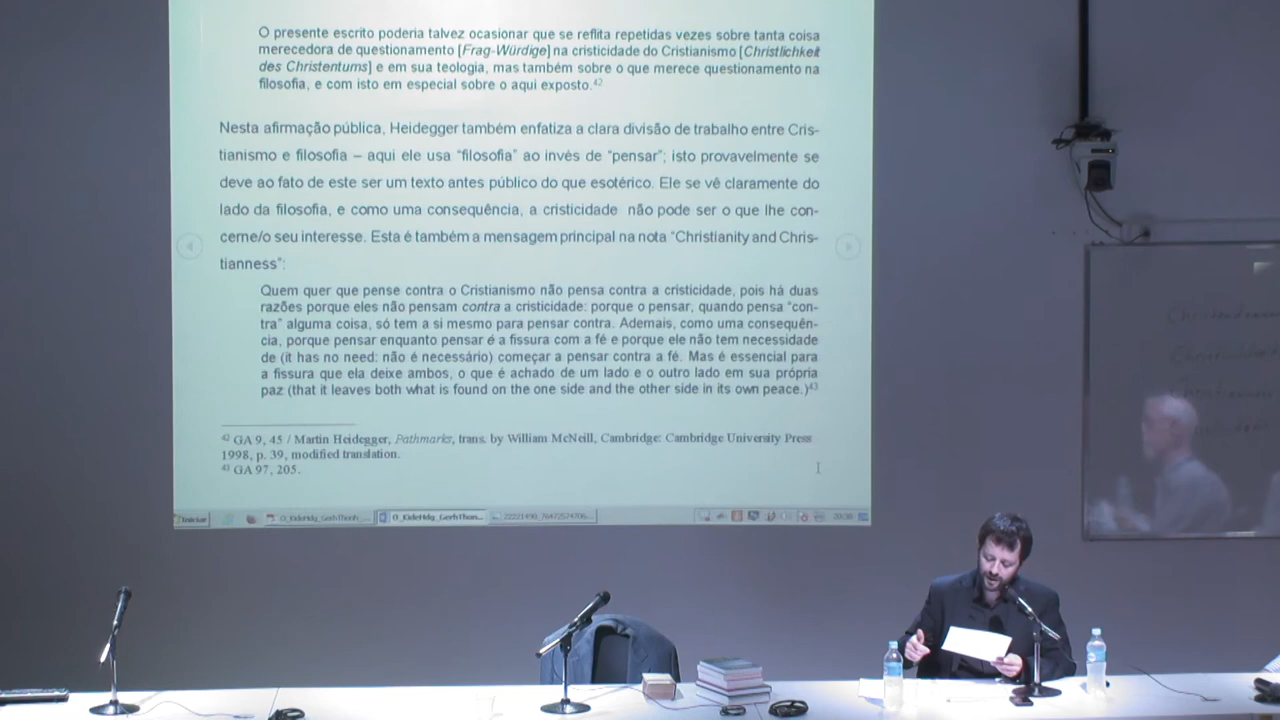 O presente escrito poderia talvez ocasionar que se reflita repetidas vezes sobre tanta coisa
merecedora de questionamento [Frag-Würdige] na cristicidade do Cristianismo [Christlichkeit
des Christentums] e em sua teologia, mas também sobre o que merece questionamento na
filosofia, e com isto em especial sobre o aqui exposto.42
Nesta afirmação pública, Heidegger também enfatiza a clara divisão de trabalho entre Cris-
tianismo e filosofia – aqui ele usa “filosofia” ao invés de “pensar”; isto provavelmente se
deve ao fato de este ser um texto antes público do que esotérico. Ele se vê claramente do
lado da filosofia, e como uma consequência, a cristicidade não pode ser o que lhe con-
cerne/o seu interesse. Esta é também a mensagem principal na nota “Christianity and Chris-
tianness”:
Quem quer que pense contra o Cristianismo não pensa contra a cristicidade, pois há duas
razões porque eles não pensam contra a cristicidade: porque o pensar, quando pensa “con-
tra” alguma coisa, só tem a si mesmo para pensar contra. Ademais, como uma consequên-
cia, porque pensar enquanto pensar é a fissura com a fé e porque ele não tem necessidade
de (it has no need: não é necessário) começar a pensar contra a fé. Mas é essencial para
a fissura que ela deixe ambos, o que é achado de um lado e o outro lado em sua própria
paz (that it leaves both what is found on the one side and the other side in its own peace.)43
42 GA 9, 45 / Martin Heidegger, Pathmarks, trans. by William McNeill, Cambridge: Cambridge University Press
1998, p. 39, modified translation.
43 GA 97, 205.
Iniciar
20:38